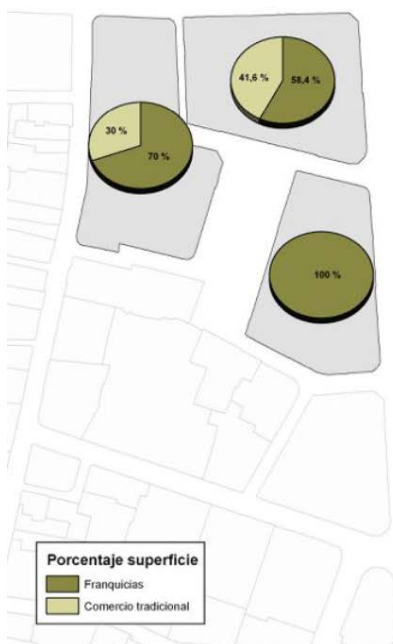 41,6 %
58,4 %
30 %
70 %
100 %
Porcentaje superficie
Franquicias
Comercio tradicional